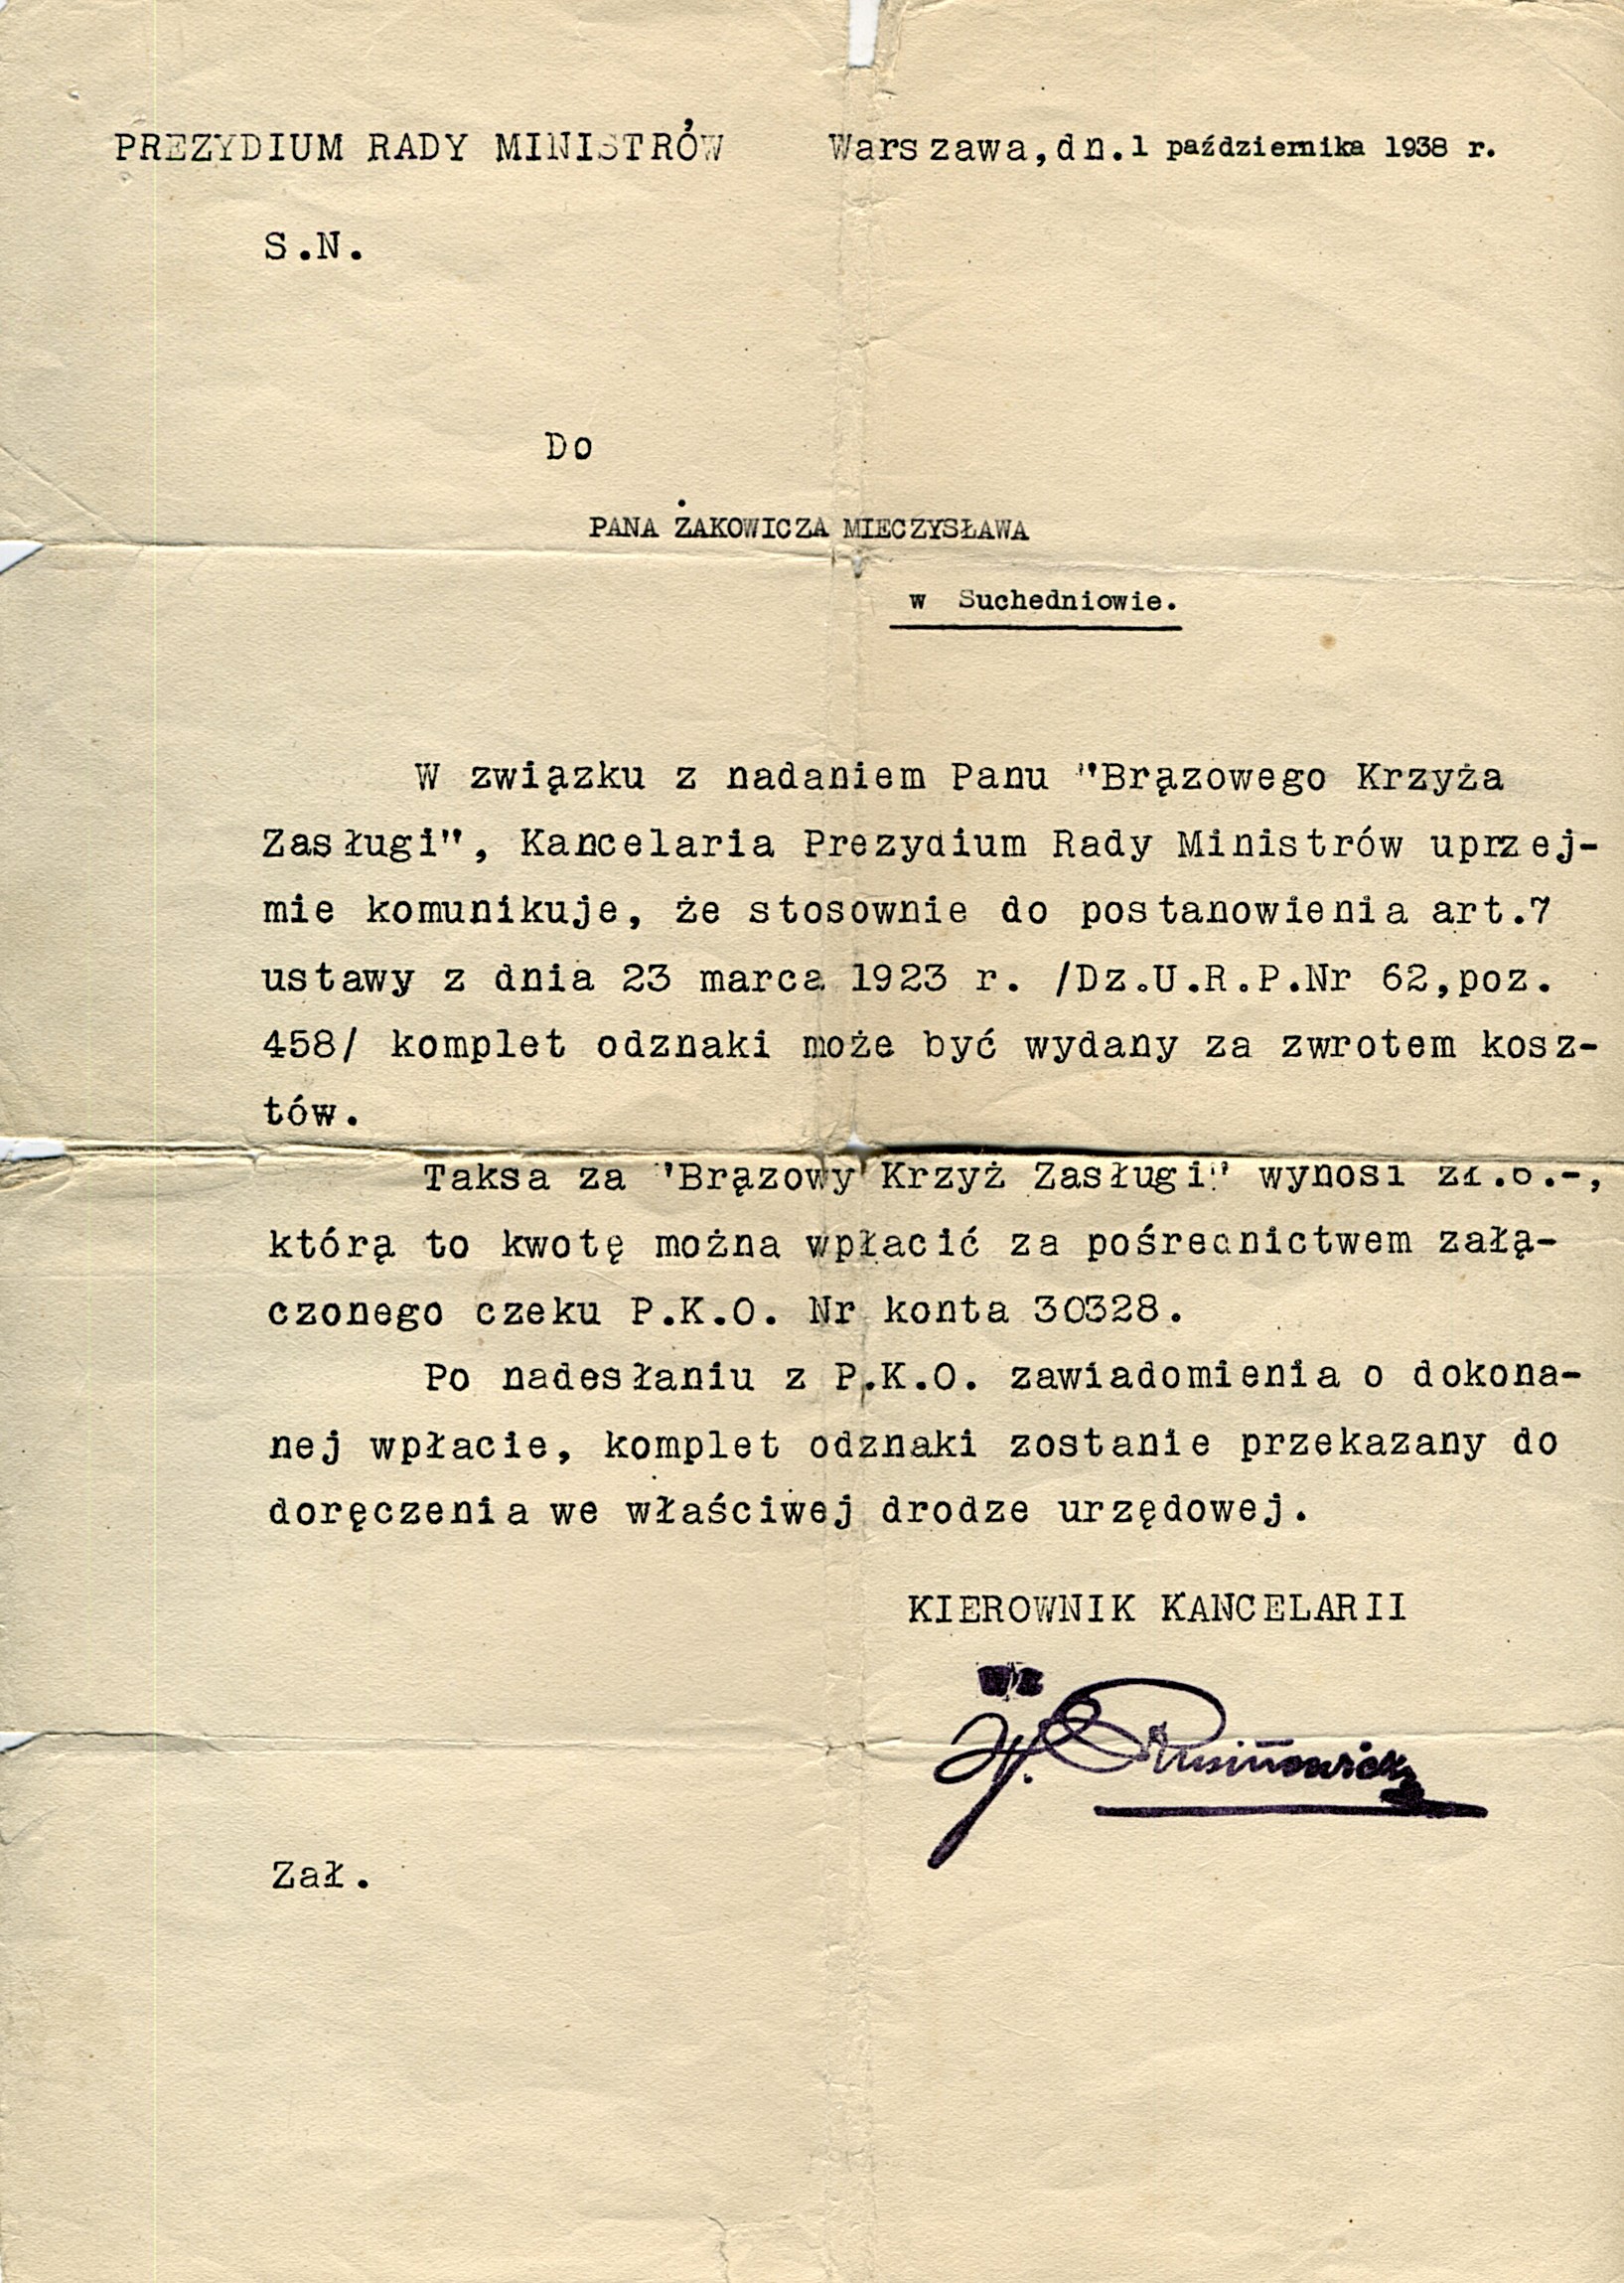 PREZYDIUM RADY MINISTRÓW Warszawa,dn.1 października 1938 r.
S.N.
Do
PANA ŻAKOWICZA MIECZYSŁAWA
w Suchedniowie.
W związku z nadaniem Panu "Brązowego Krzyża
Zasługi", Kancelaria Prezydium Rady Ministrów uprzej-
mie komunikuje, że stosownie do postanowienia art.7
ustawy z dnia 23 marca 1923 r. /Dz.U.R.P.Nr 62,poz.
458/ komplet odznaki może być wydany za zwrotem kosz-
tów.
Taksa za "Brązowy Krzyż Zasługi" wynosi
którą to kwotę można wpłacić za pośrednictwem załą-
czonego czeku P.K.O. Nr konta 30328.
Po nadesłaniu z P.K.O. zawiadomienia o dokona-
nej wpłacie, komplet odznaki zostanie przekazany do
doręczenia we właściwej drodze urzędowej.
KIEROWNIK KANCELARII
Zał.